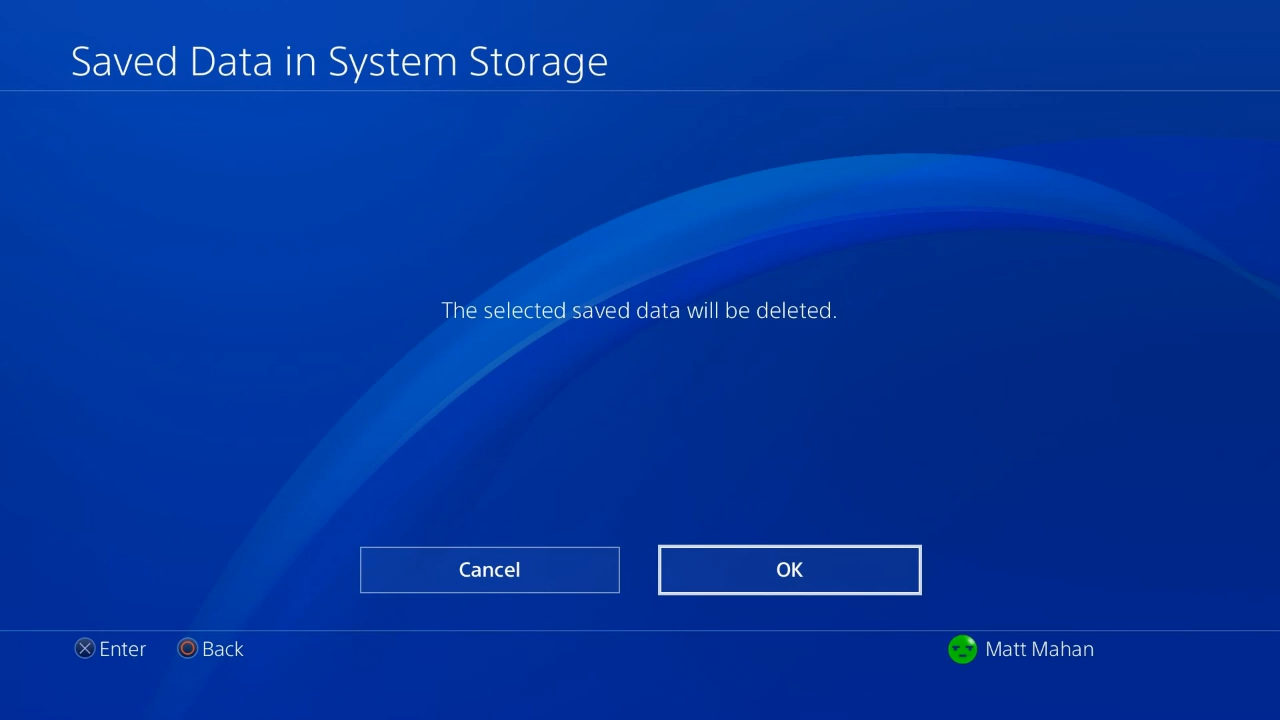 Saved Data in System Storage
The selected saved data will be deleted.
Cancel
OK
Enter
Back
Matt Mahan